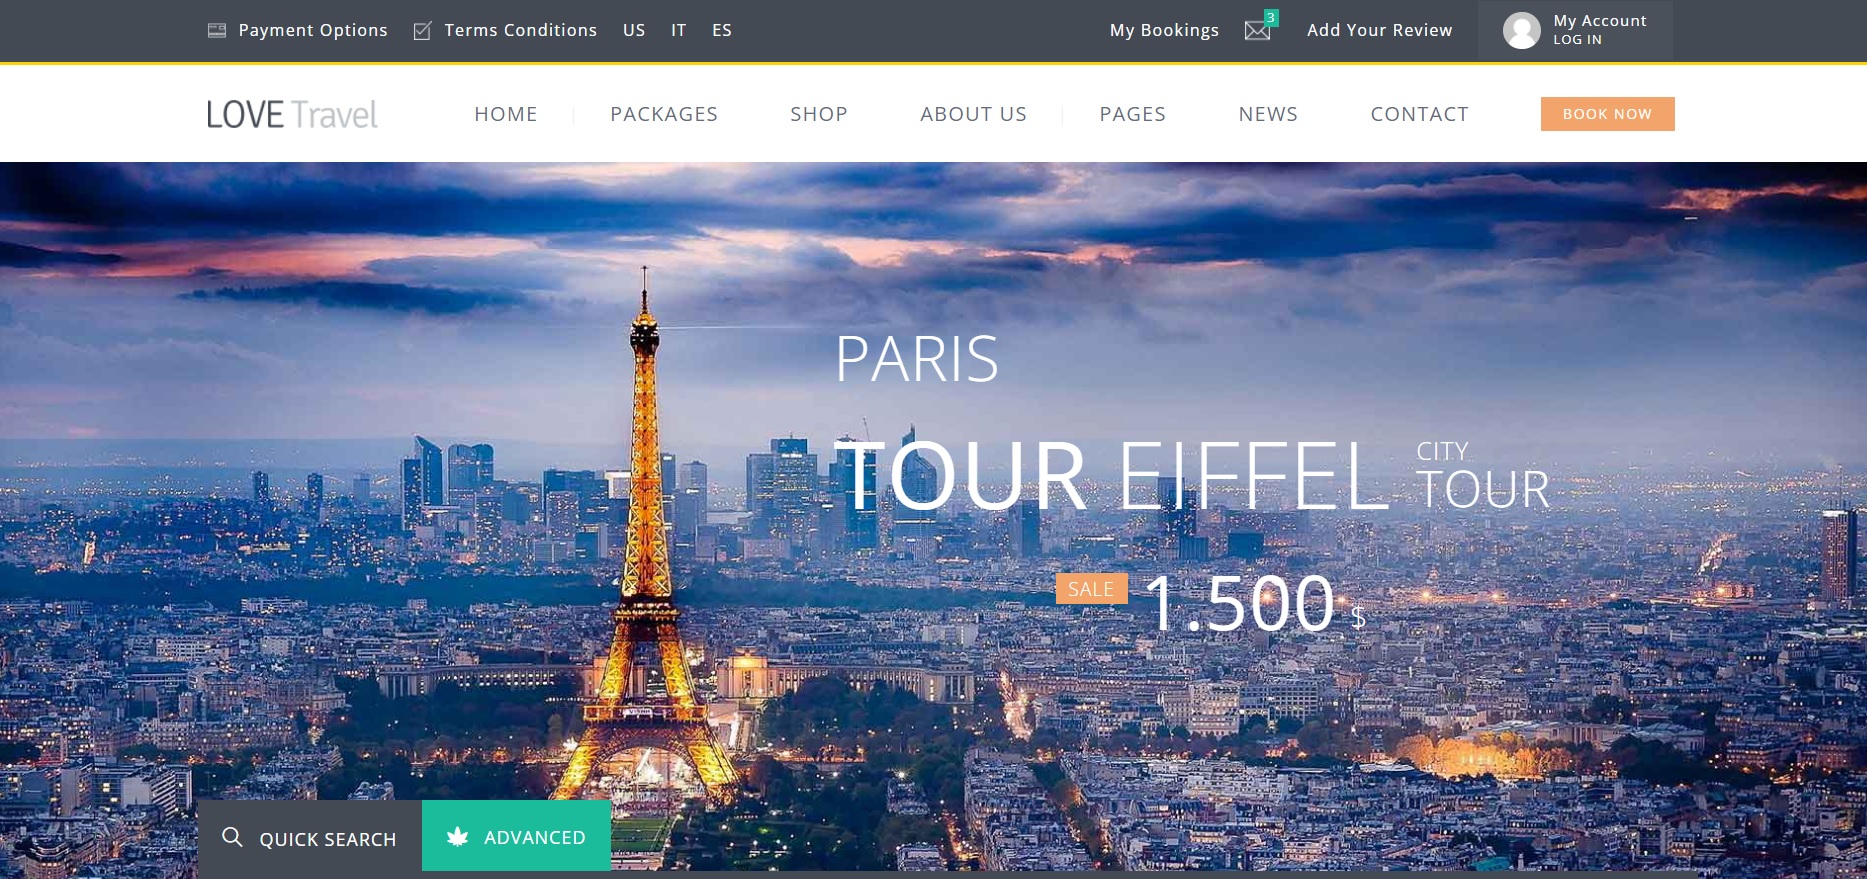 Payment Options
Terms Conditions
US
IT
ES
My Bookings
3
Add Your Review
My Account
LOG IN
LOVE Travel
HOME
PACKAGES
SHOP
ABOUT US
PAGES
NEWS
CONTACT
BOOK NOW
PARIS
TOUR EIFFEL
CITY
TOUR
SALE
1.500 $
QUICK SEARCH
ADVANCED